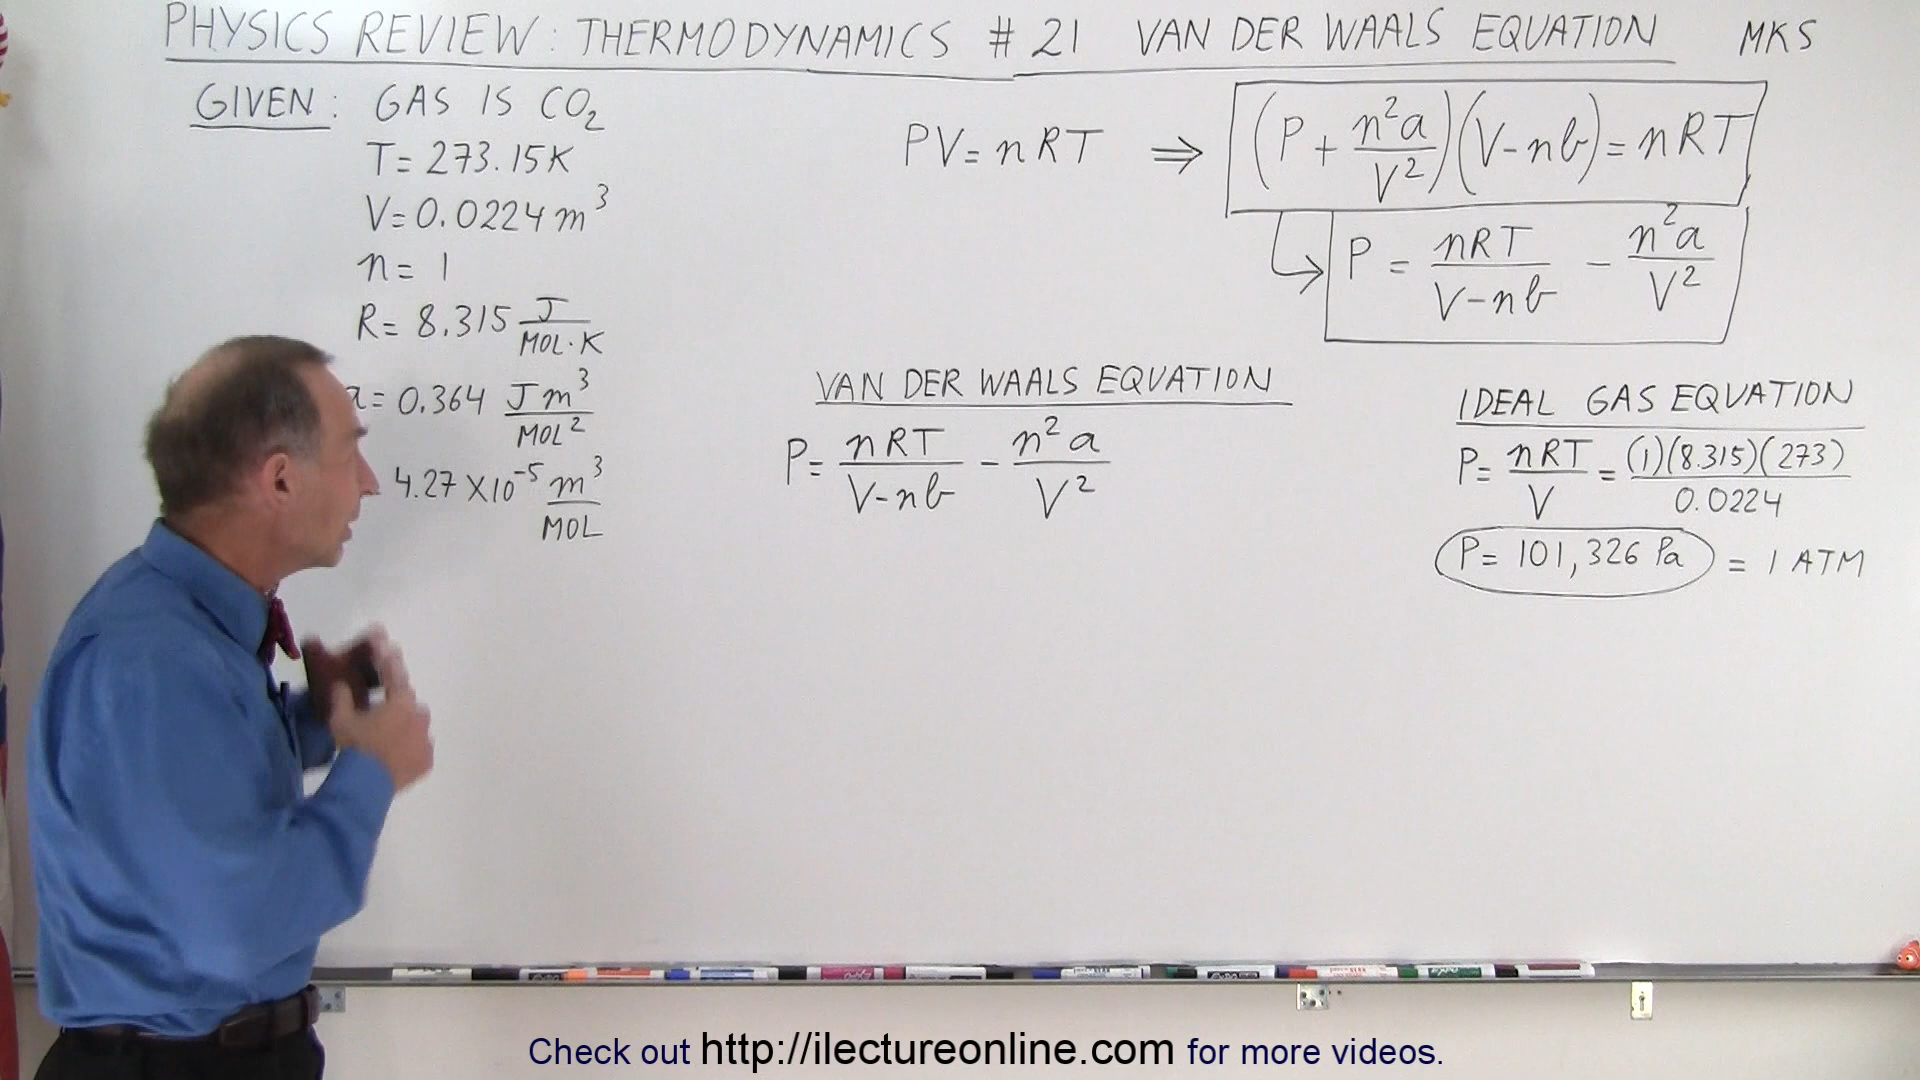 PHYSICS REVIEW: THERMODYNAMICS # 21 VAN DER WAALS EQUATION MKS
GIVEN: GAS IS CO₂
T = 273.15K
V = 0.0224 m³
n = 1
R = 8.315 J/MOL·K
a = 0.364 Jm³/MOL²
4.27 X 10⁻⁵ m³/MOL
PV = nRT ⇒ (P + n²a/V²)(V - nb) = nRT
P = nRT/(V - nb) - n²a/V²
VAN DER WAALS EQUATION
P = nRT/(V - nb) - n²a/V²
IDEAL GAS EQUATION
P = nRT/V = (1)(8.315)(273)/0.0224
P = 101,326 Pa = 1 ATM
Check out http://ilectureonline.com for more videos.